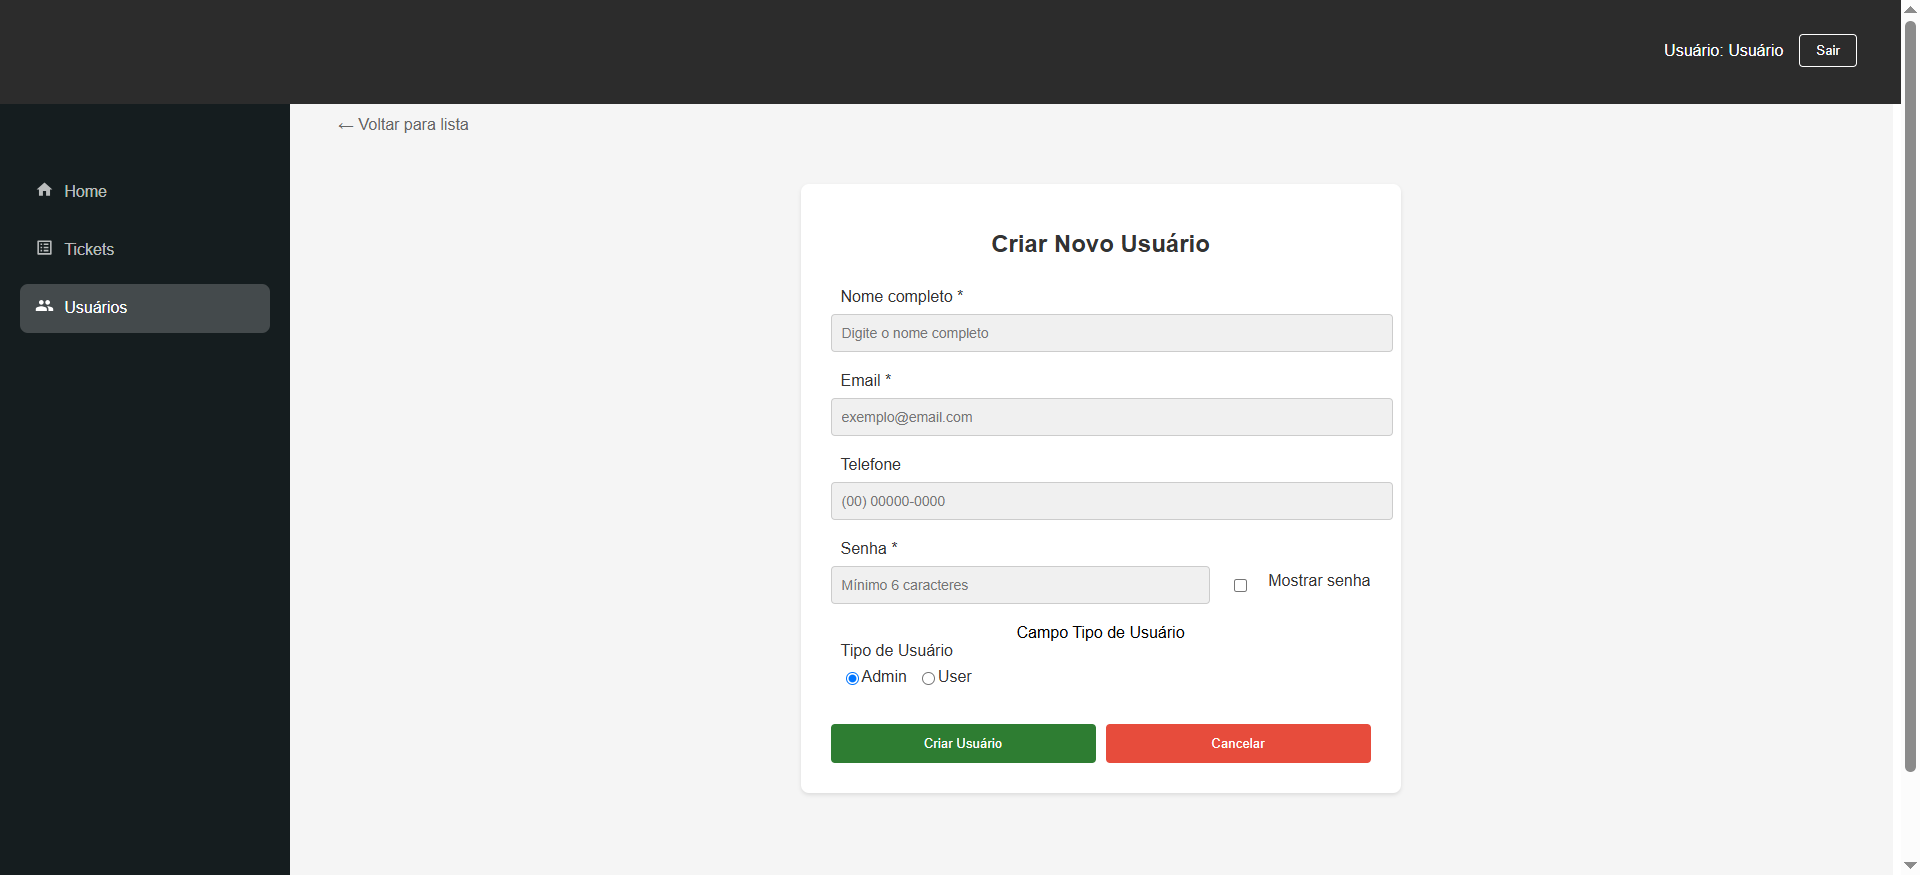 Usuário: Usuário
Sair
← Voltar para lista
Home
Tickets
Usuários
Criar Novo Usuário
Nome completo *
Digite o nome completo
Email *
exemplo@email.com
Telefone
(00) 00000-0000
Senha *
Mínimo 6 caracteres
Mostrar senha
Campo Tipo de Usuário
Tipo de Usuário
Admin User
Criar Usuário
Cancelar